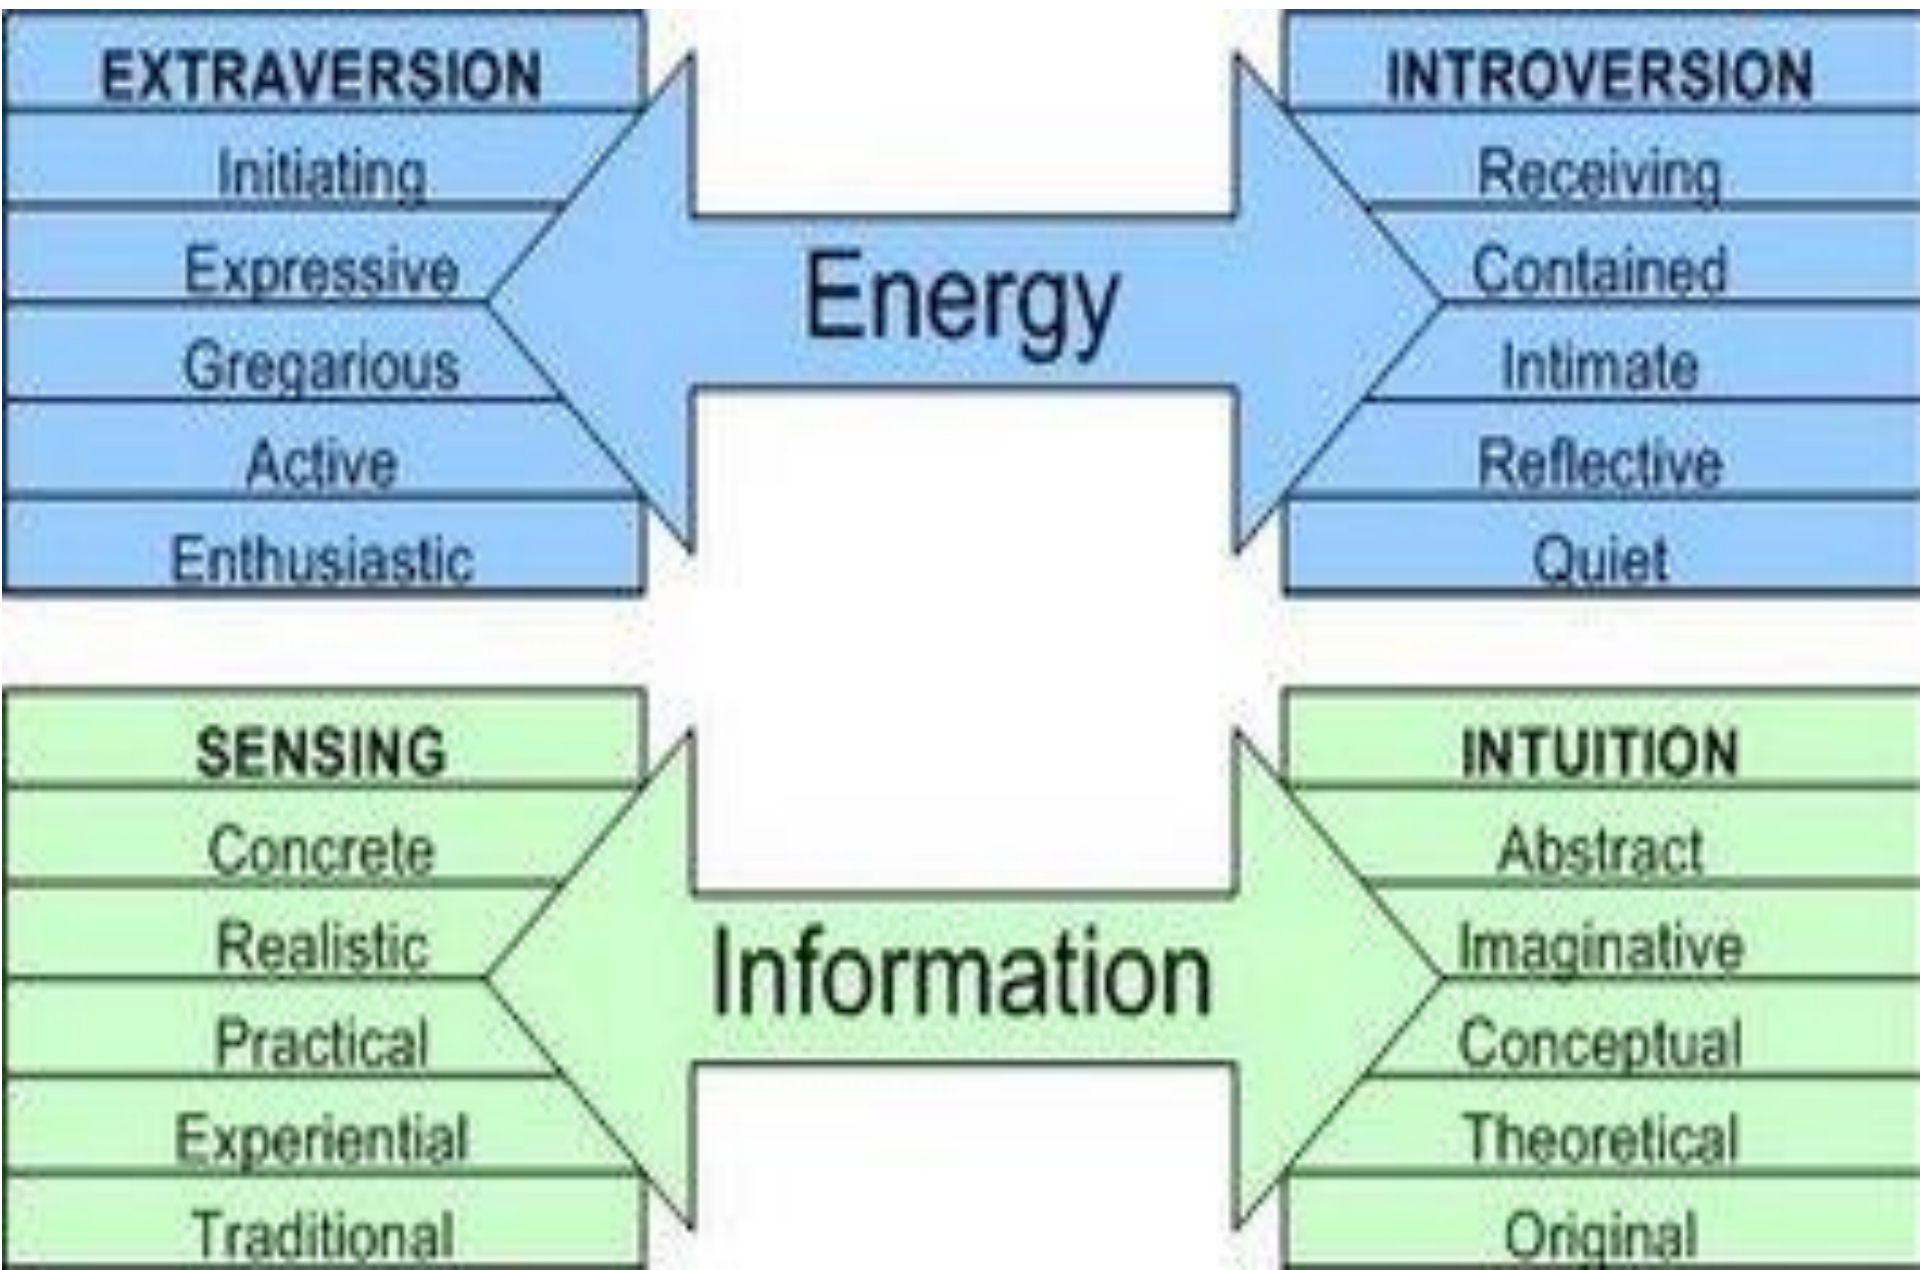 EXTRAVERSION
Initiating
Expressive
Gregarious
Active
Enthusiastic
Energy
INTROVERSION
Receiving
Contained
Intimate
Reflective
Quiet
SENSING
Concrete
Realistic
Practical
Experiential
Traditional
Information
INTUITION
Abstract
Imaginative
Conceptual
Theoretical
Original